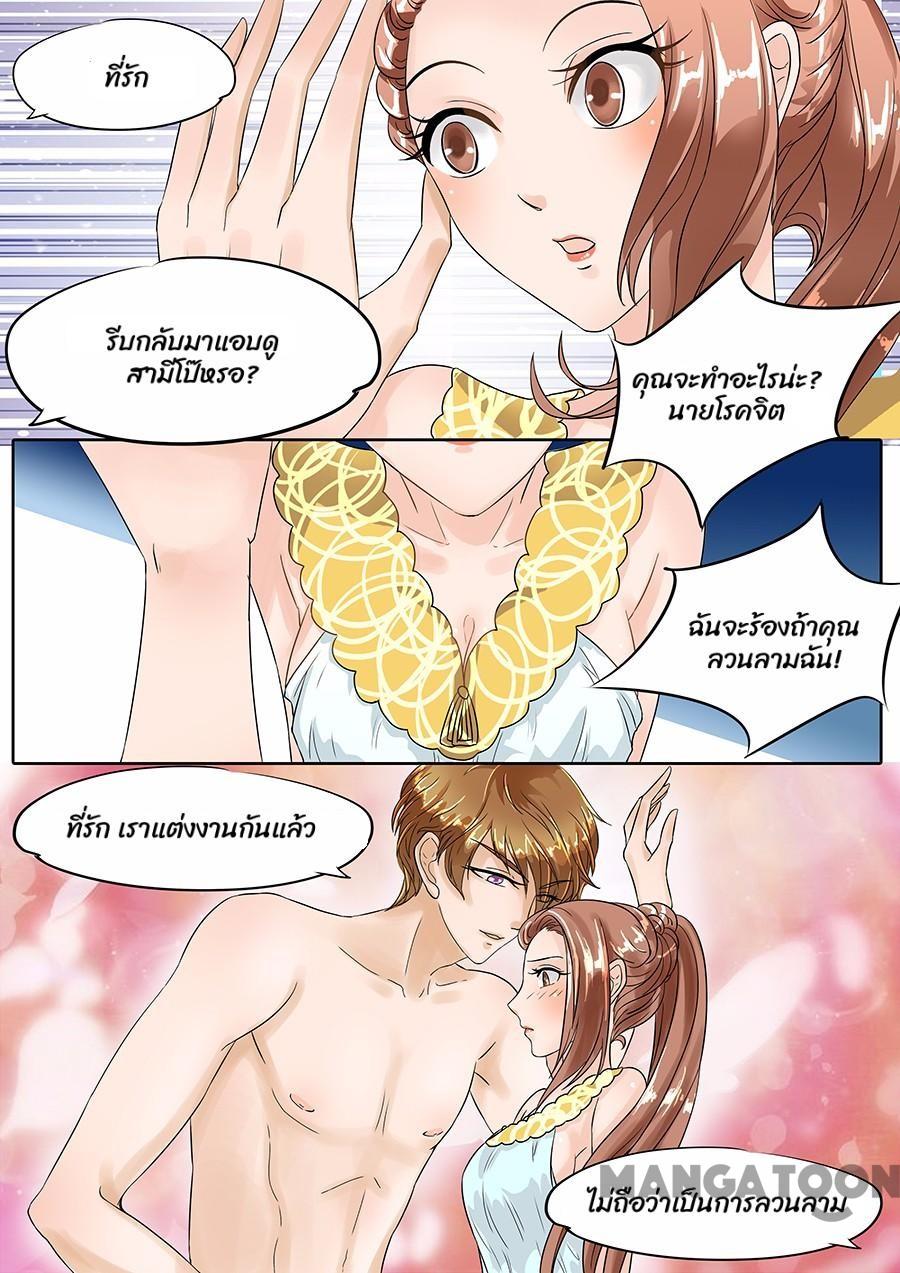 ที่รัก
รีบกลับมาแอบดู
สามีโป๊หรอ?
คุณจะทำอะไรน่ะ?
นายโรคจิต
ฉันจะร้องถ้าคุณ
ลวนลามฉัน!
ที่รัก เราแต่งงานกันแล้ว
ไม่ถือว่าเป็นการลวนลาม
MANGATOON